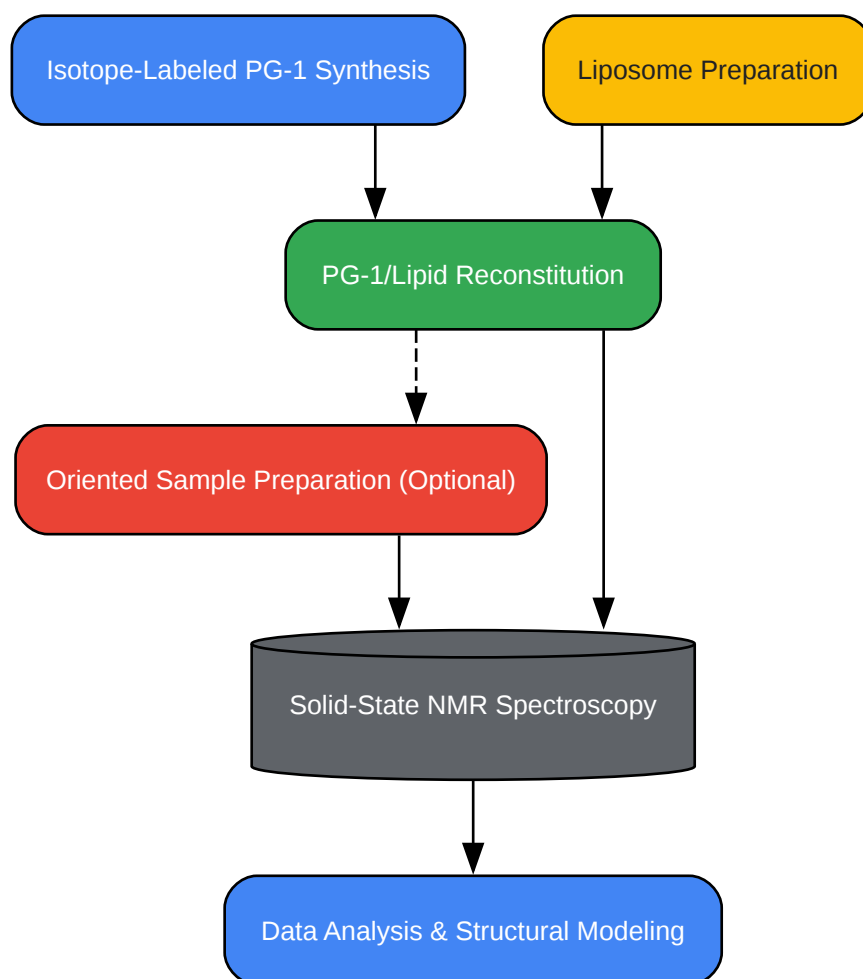 Isotope-Labeled PG-1 Synthesis
Liposome Preparation
PG-1/Lipid Reconstitution
Oriented Sample Preparation (Optional)
Solid-State NMR Spectroscopy
Data Analysis & Structural Modeling